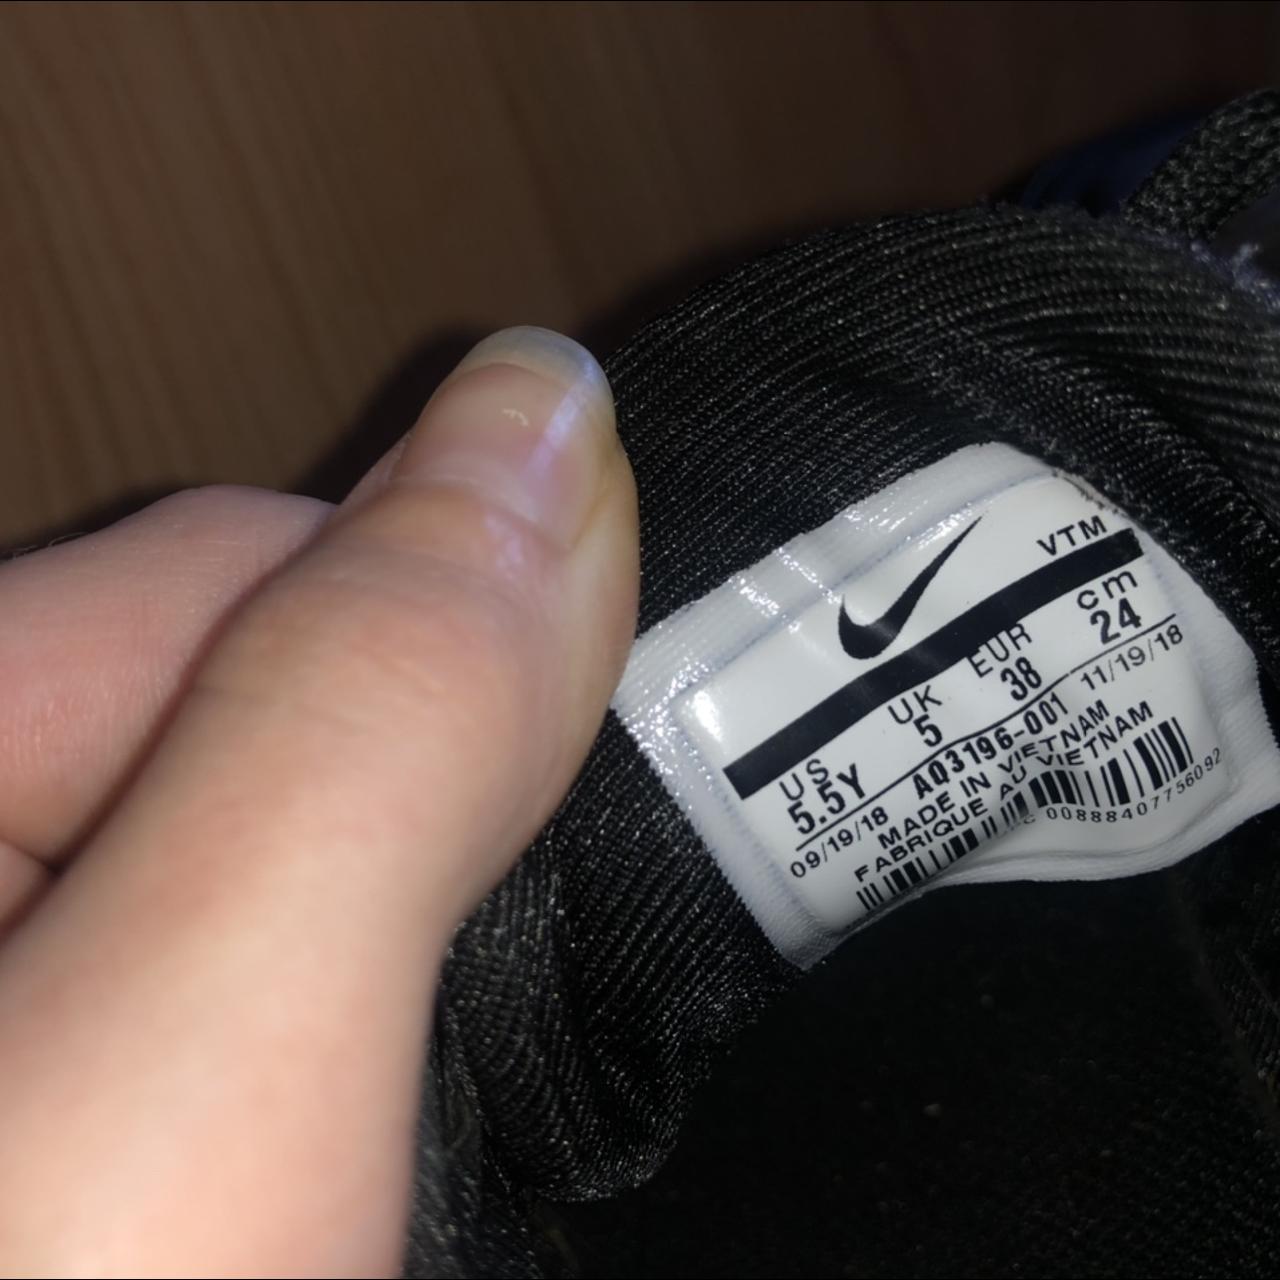 VTM
US UK EUR cm
5.5Y 5 38 24
09/19/18 AQ3196-001 11/19/18
MADE IN VIETNAM
FABRIQUE AU VIETNAM
00888407756092